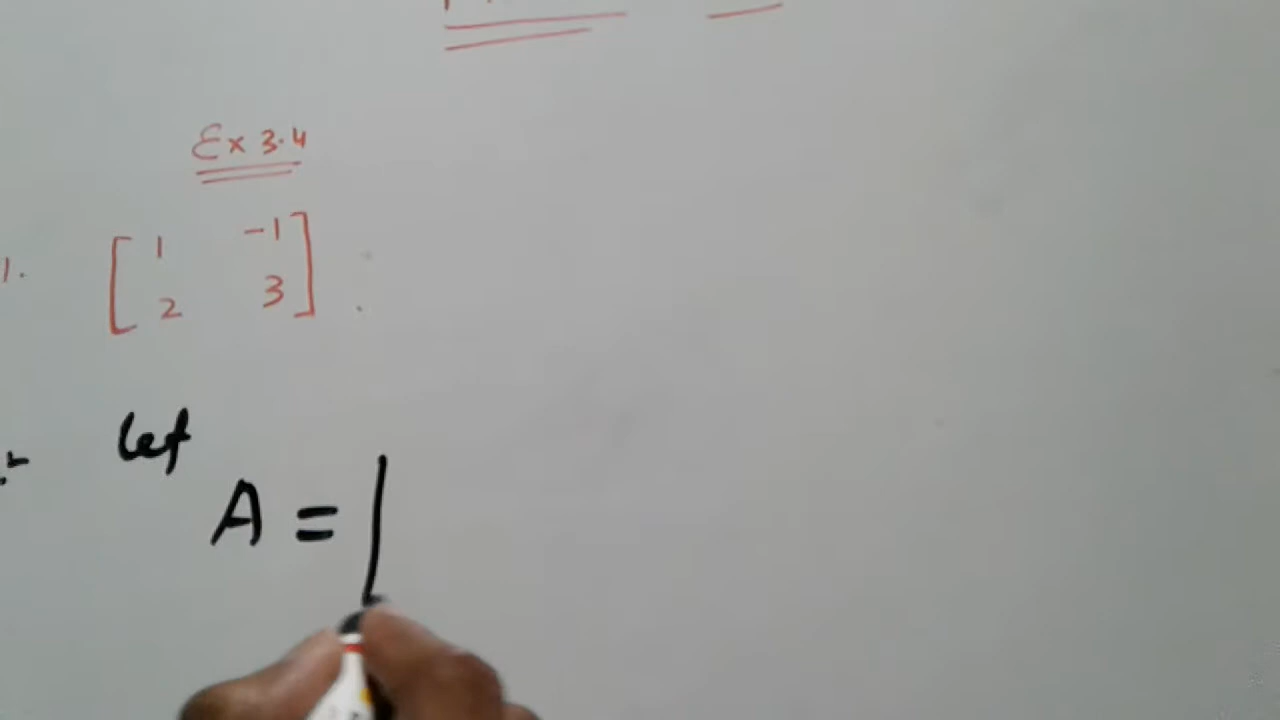 Ex 3.4
1. [ 1 -1
2 3 ] .
let
A =